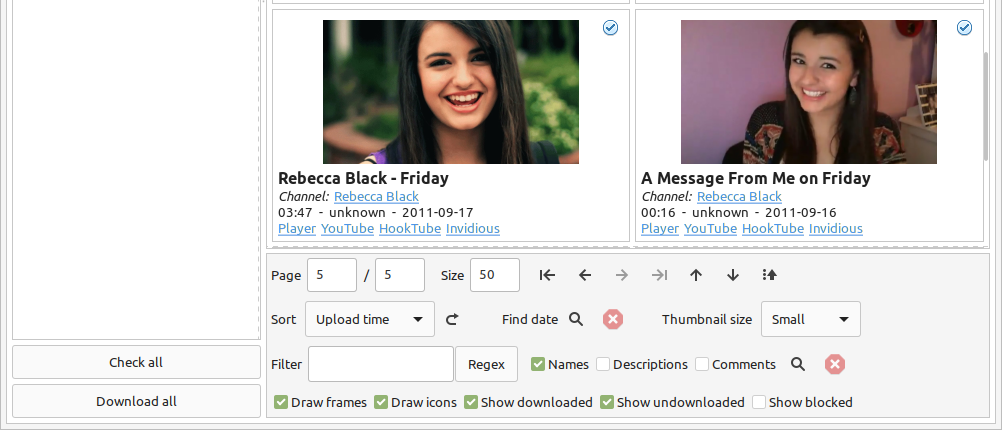 Rebecca Black - Friday
Channel: Rebecca Black
03:47 - unknown - 2011-09-17
Player YouTube HookTube Invidious
A Message From Me on Friday
Channel: Rebecca Black
00:16 - unknown - 2011-09-16
Player YouTube HookTube Invidious
Page 5 / 5 Size 50
Sort Upload time Find date Thumbnail size Small
Filter Regex Names Descriptions Comments
Draw frames Draw icons Show downloaded Show undownloaded Show blocked
Check all
Download all